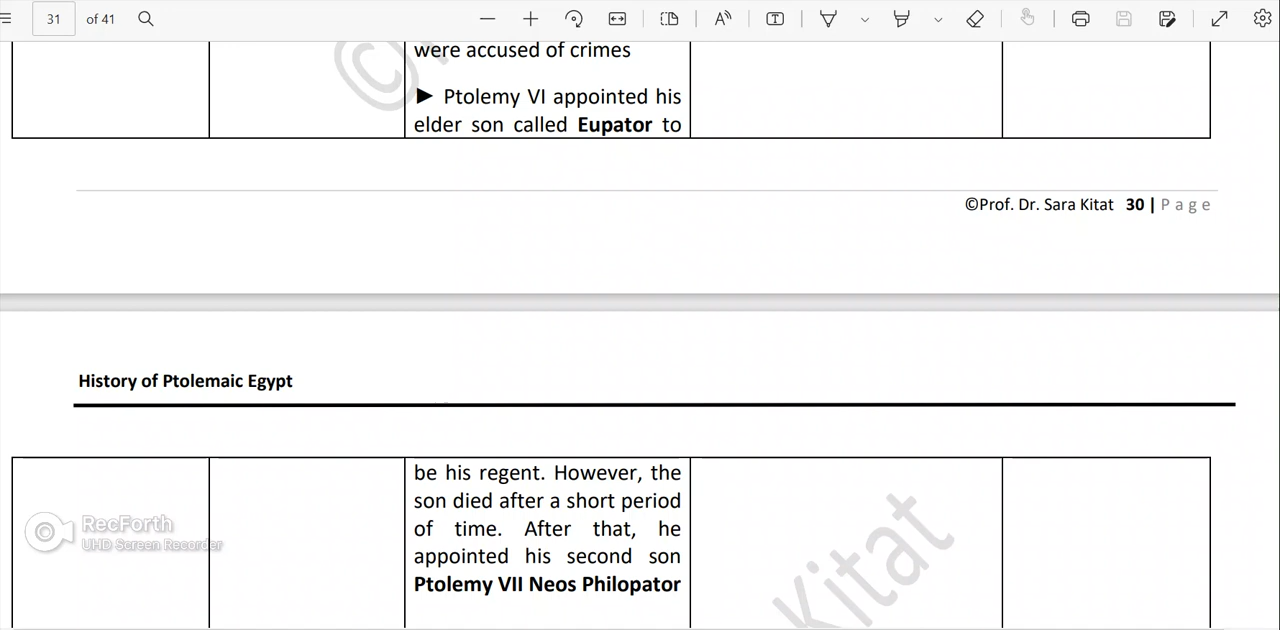 31 of 41
were accused of crimes
► Ptolemy VI appointed his
elder son called Eupator to
©Prof. Dr. Sara Kitat 30 | Page
History of Ptolemaic Egypt
be his regent. However, the
son died after a short period
of time. After that, he
appointed his second son
Ptolemy VII Neos Philopator
RecForth
UHD Screen Recorder
Kitat